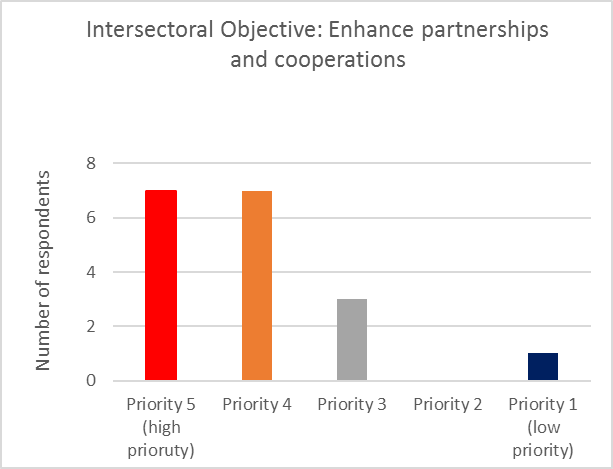 Intersectoral Objective: Enhance partnerships
and cooperations
Number of respondents
8
6
4
2
0
Priority 5
(high
prioruty)
Priority 4
Priority 3
Priority 2
Priority 1
(low
priority)